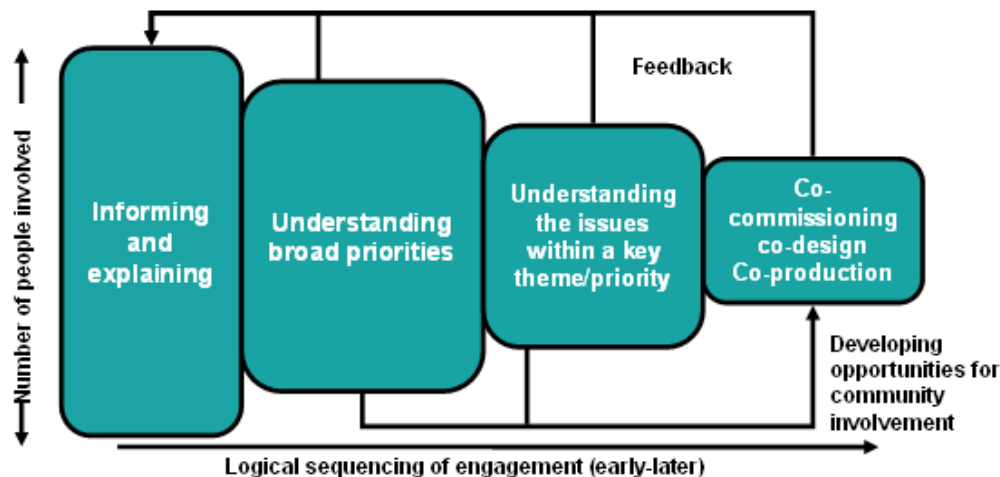 Feedback
Number of people involved
Informing
and
explaining
Understanding
broad priorities
Understanding
the issues
within a key
theme/priority
Co-
commissioning
co-design
Co-production
Developing
opportunities for
community
involvement
Logical sequencing of engagement (early-later)